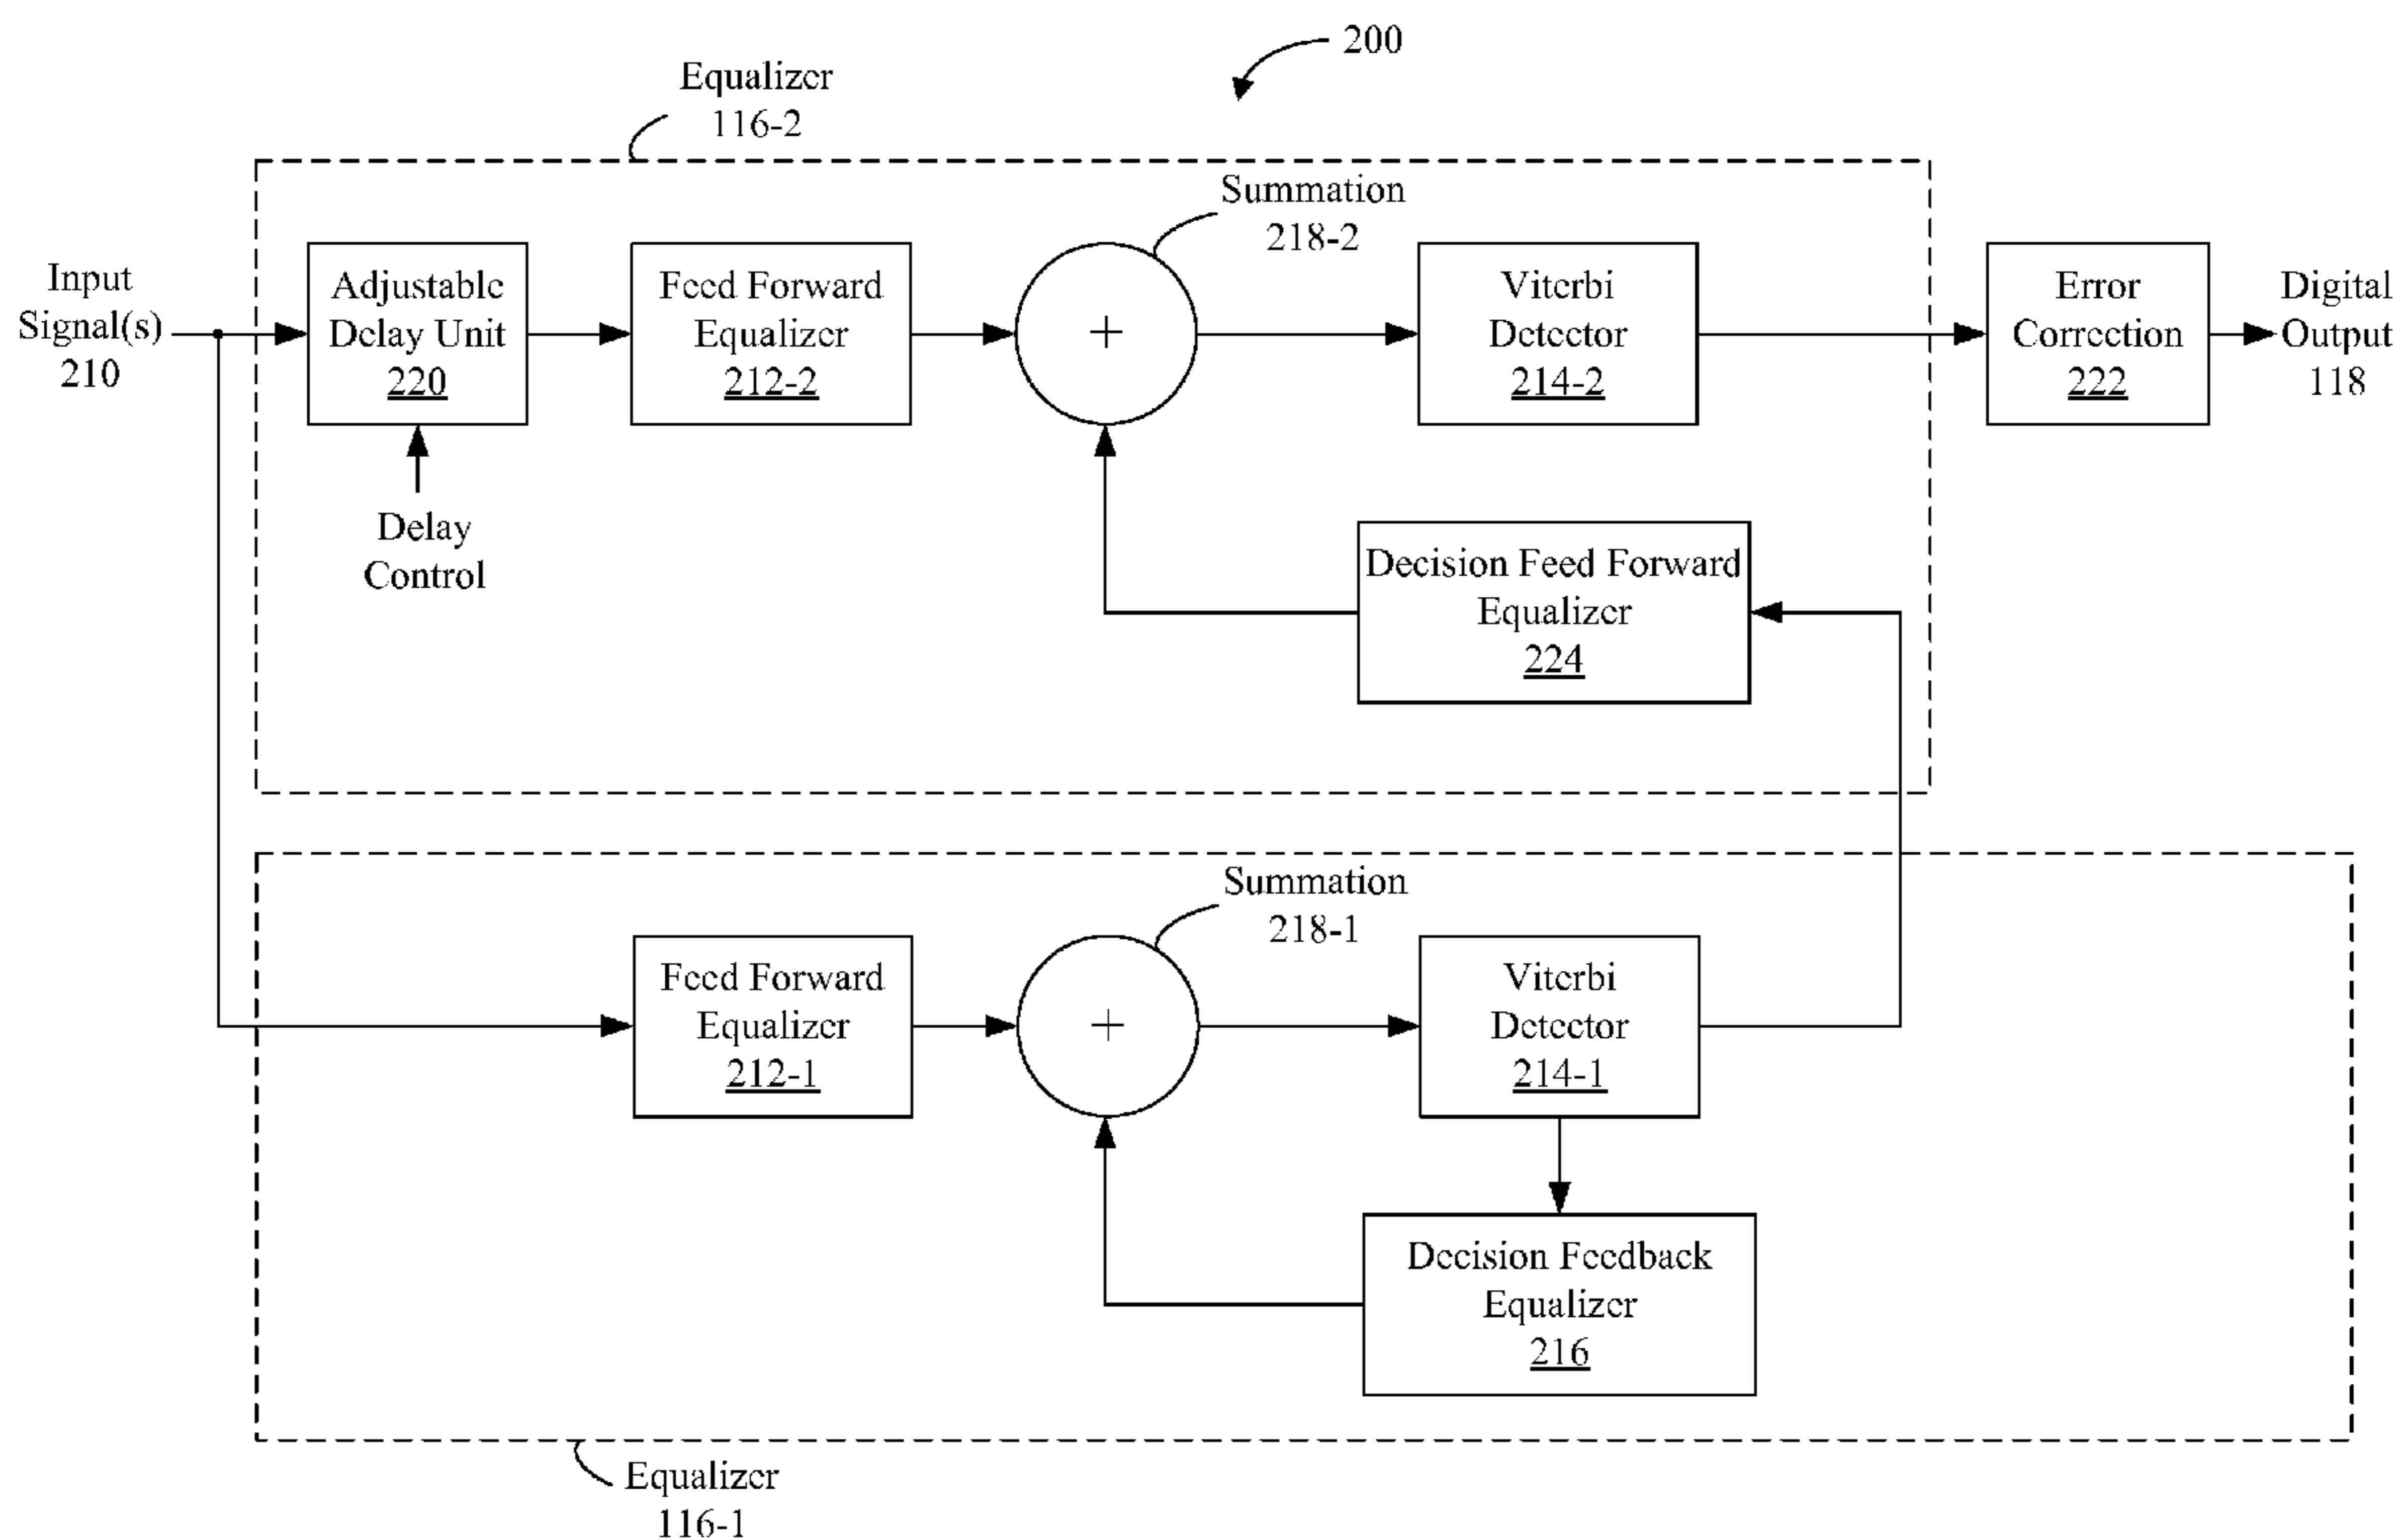 200
Equalizer
116-2
Summation
218-2
Input
Signal(s)
210
Adjustable
Delay Unit
220
Feed Forward
Equalizer
212-2
+
Viterbi
Detector
214-2
Error
Correction
222
Digital
Output
118
Delay
Control
Decision Feed Forward
Equalizer
224
Summation
218-1
Feed Forward
Equalizer
212-1
+
Viterbi
Detector
214-1
Decision Feedback
Equalizer
216
Equalizer
116-1